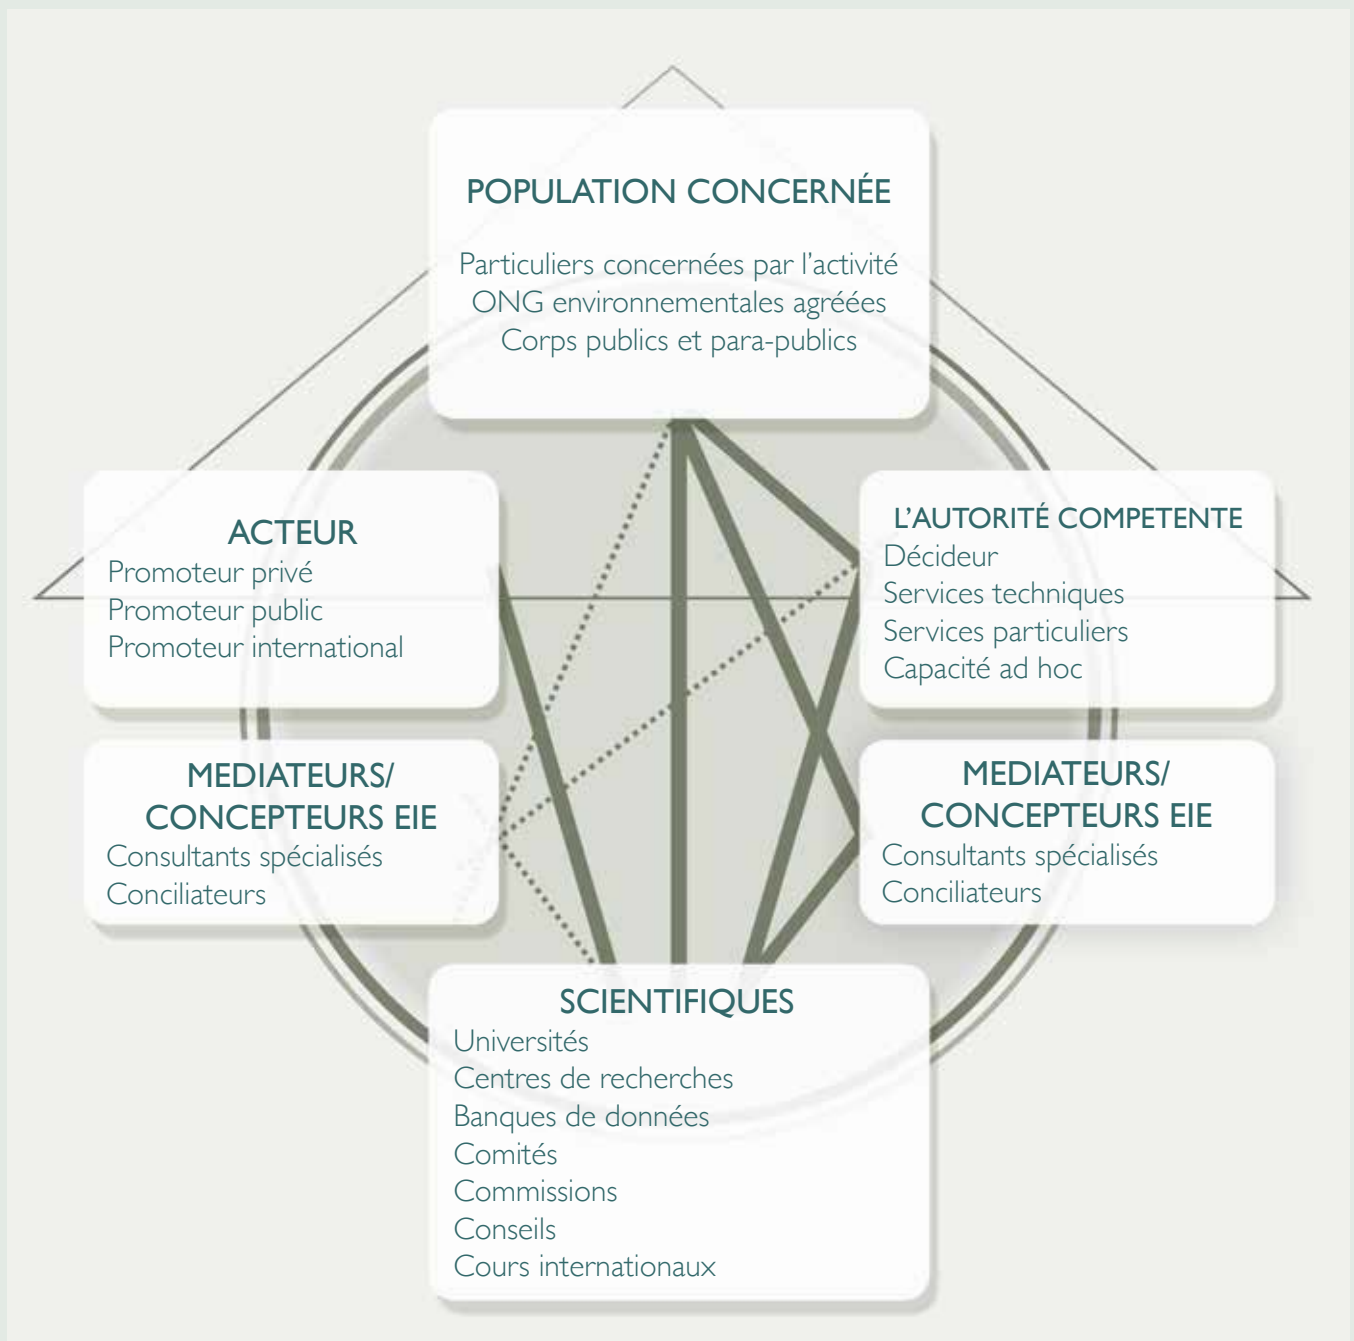 POPULATION CONCERNÉE
Particuliers concernées par l'activité
ONG environnementales agréées
Corps publics et para-publics
ACTEUR
Promoteur privé
Promoteur public
Promoteur international
L'AUTORITÉ COMPETENTE
Décideur
Services techniques
Services particuliers
Capacité ad hoc
MEDIATEURS/
CONCEPTEURS EIE
Consultants spécialisés
Conciliateurs
MEDIATEURS/
CONCEPTEURS EIE
Consultants spécialisés
Conciliateurs
SCIENTIFIQUES
Universités
Centres de recherches
Banques de données
Comités
Commissions
Conseils
Cours internationaux